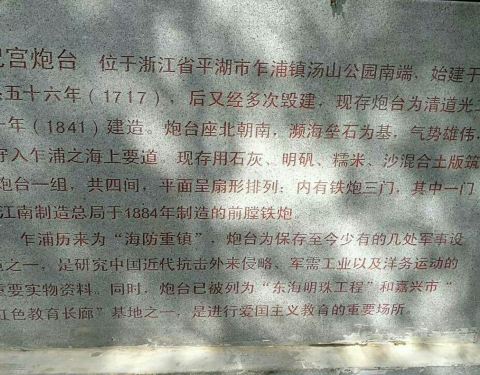 宫炮台 位于浙江省平湖市乍浦镇汤山公园南端，始建于
五十六年（1717），后又经多次毁建，现存炮台为清道光
年（1841）建造。炮台座北朝南，濒海垒石为基，气势雄伟，
守入乍浦之海上要道。现存用石灰、明矾、糯米、沙混合土版筑
炮台一组，共四间，平面呈扇形排列；内有铁炮三门，其中一门
江南制造总局于1884年制造的前膛铁炮。
乍浦历来为“海防重镇”，炮台为保存至今少有的几处军事设
之一，是研究中国近代抗击外来侵略、军需工业以及洋务运动的
重要实物资料。同时，炮台已被列为“东海明珠工程”和嘉兴市“
红色教育长廊”基地之一，是进行爱国主义教育的重要场所。